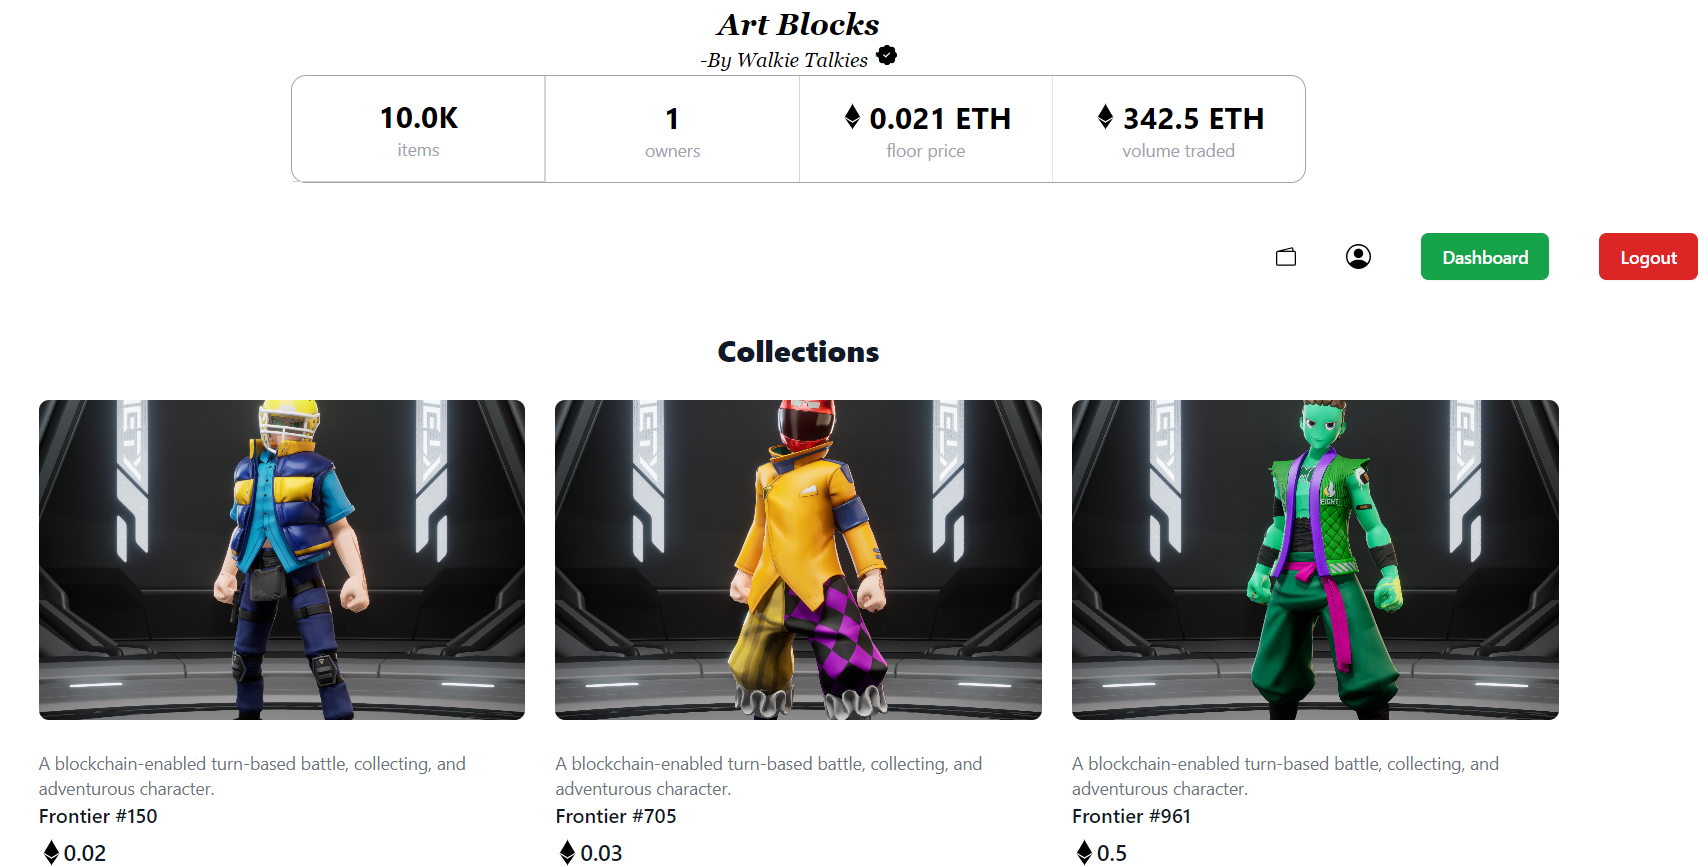 Art Blocks
-By Walkie Talkies
10.0K
items
1
owners
0.021 ETH
floor price
342.5 ETH
volume traded
Dashboard
Logout
Collections
A blockchain-enabled turn-based battle, collecting, and
adventurous character.
Frontier #150
0.02
A blockchain-enabled turn-based battle, collecting, and
adventurous character.
Frontier #705
0.03
EIGHT
A blockchain-enabled turn-based battle, collecting, and
adventurous character.
Frontier #961
0.5